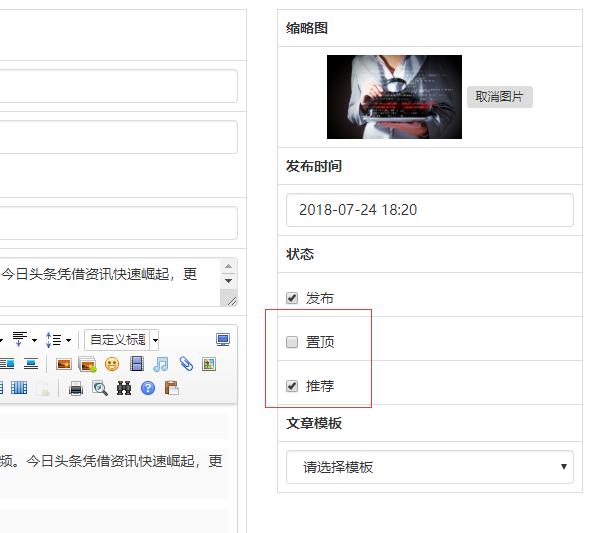 缩略图
取消图片
发布时间
2018-07-24 18:20
状态
今日头条凭借资讯快速崛起，更
发布
自定义标题
置顶
推荐
文章模板
频。今日头条凭借资讯快速崛起，更
请选择模板